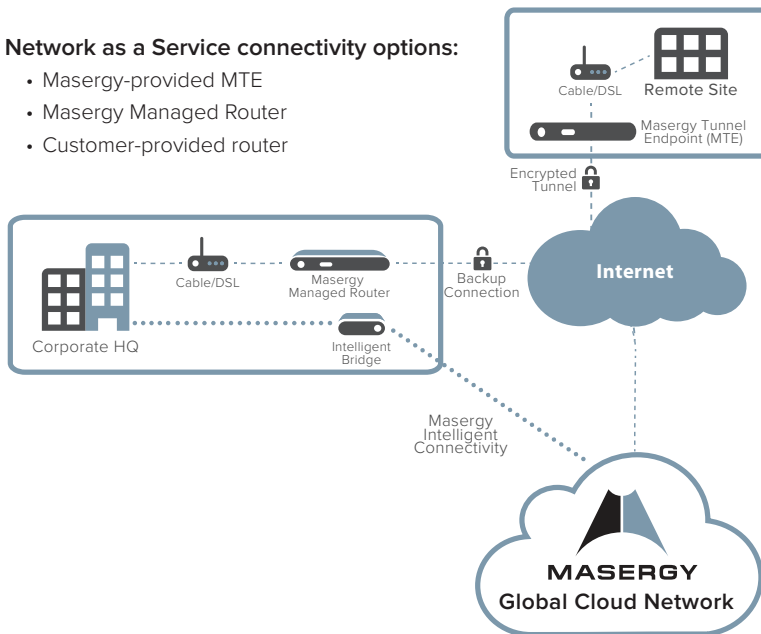 Network as a Service connectivity options:
• Masergy-provided MTE
• Masergy Managed Router
• Customer-provided router
Cable/DSL
Remote Site
Masergy Tunnel
Endpoint (MTE)
Encrypted
Tunnel
Internet
Cable/DSL
Masergy
Managed Router
Backup
Connection
Corporate HQ
Intelligent
Bridge
Masergy
Intelligent
Connectivity
MASERGY
Global Cloud Network